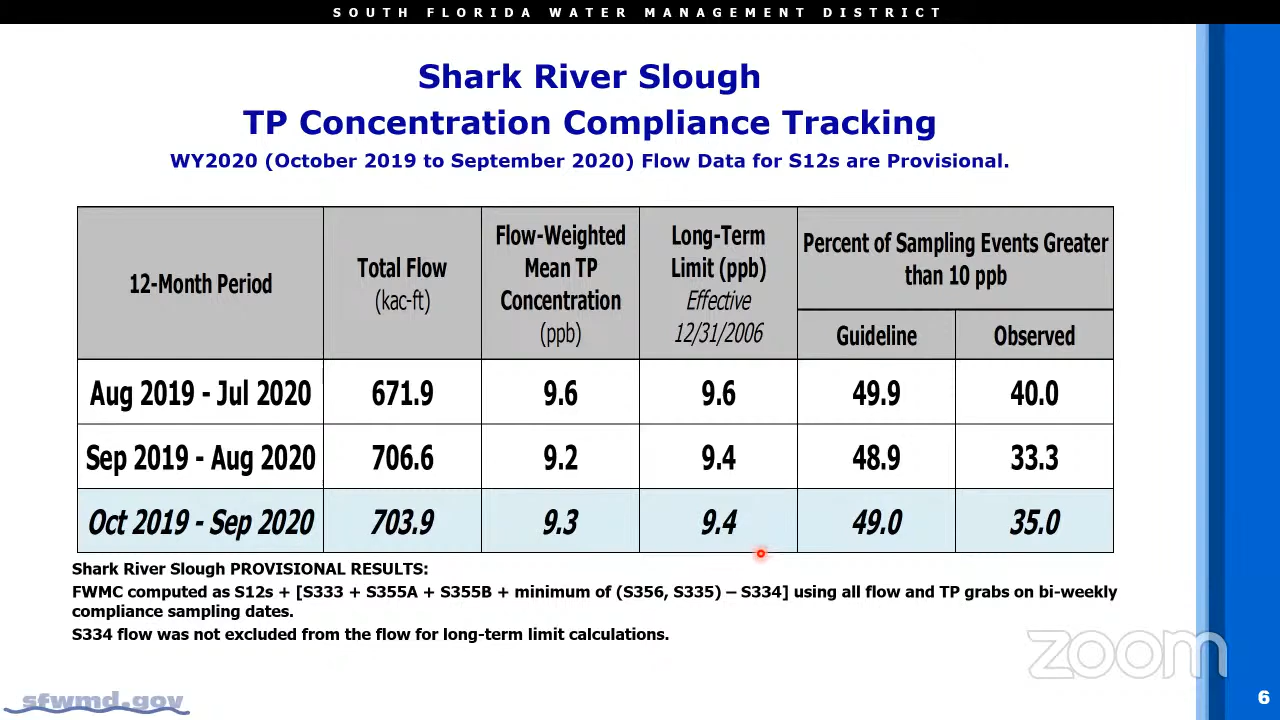 SOUTH FLORIDA WATER MANAGEMENT DISTRICT
Shark River Slough
TP Concentration Compliance Tracking
WY2020 (October 2019 to September 2020) Flow Data for S12s are Provisional.
12-Month Period
Total Flow
(kac-ft)
Flow-Weighted
Mean TP
Concentration
(ppb)
Long-Term
Limit (ppb)
Effective
12/31/2006
Percent of Sampling Events Greater
than 10 ppb
Guideline Observed
Aug 2019 - Jul 2020 671.9 9.6 9.6 49.9 40.0
Sep 2019 - Aug 2020 706.6 9.2 9.4 48.9 33.3
Oct 2019 - Sep 2020 703.9 9.3 9.4 49.0 35.0
Shark River Slough PROVISIONAL RESULTS:
FWMC computed as S12s + [S333 + S355A + S355B + minimum of (S356, S335) – S334] using all flow and TP grabs on bi-weekly
compliance sampling dates.
S334 flow was not excluded from the flow for long-term limit calculations.
zoom
sfwmd.gov
6